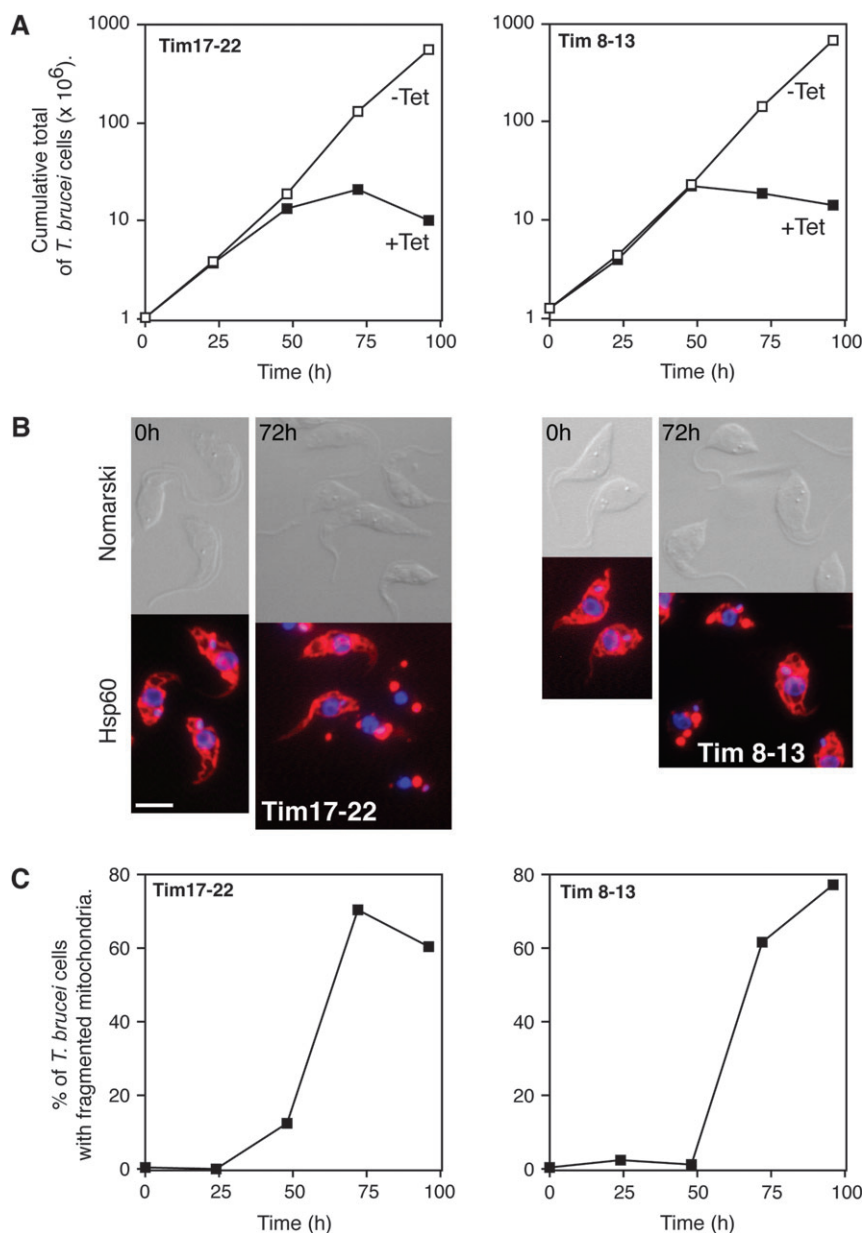 A
Tim17-22
Tim 8-13
Cumulative total
of T. brucei cells (x 10⁶).
1000
100
10
1
-Tet
+Tet
0
25
50
75
100
Time (h)
1000
100
10
1
-Tet
+Tet
0
25
50
75
100
Time (h)
B
Nomarski
Hsp60
0h
72h
0h
72h
Tim17-22
Tim 8-13
C
Tim17-22
Tim 8-13
% of T. brucei cells
with fragmented mitochondria.
80
60
40
20
0
0
25
50
75
100
Time (h)
80
60
40
20
0
0
25
50
75
100
Time (h)